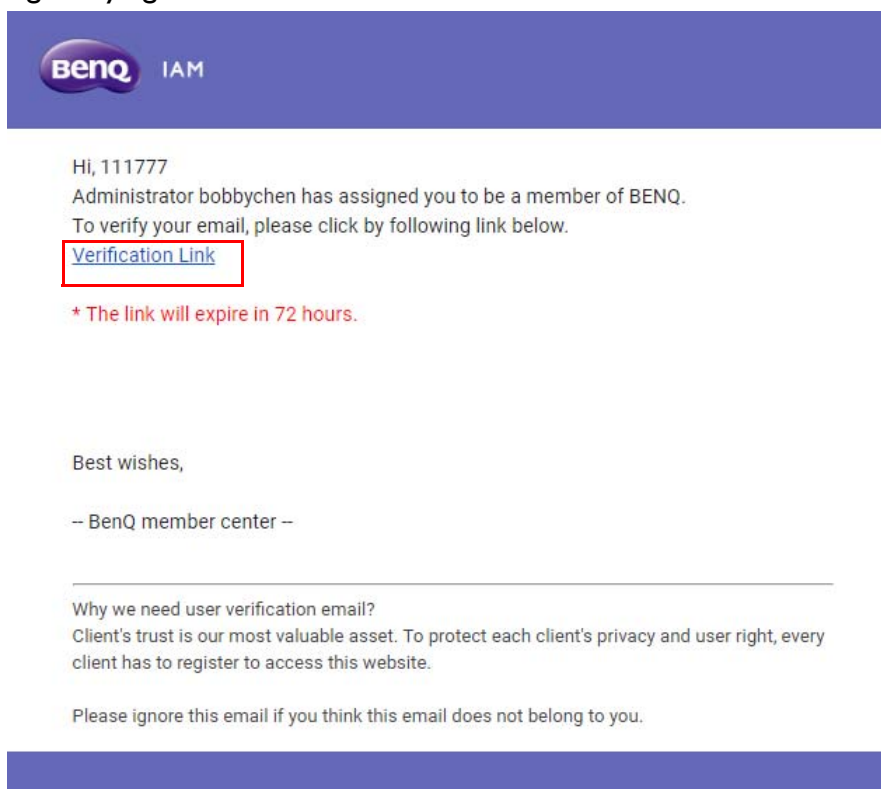 BenQ IAM
Hi, 111777
Administrator bobbychen has assigned you to be a member of BENQ.
To verify your email, please click by following link below.
Verification Link
* The link will expire in 72 hours.
Best wishes,
-- BenQ member center --
Why we need user verification email?
Client's trust is our most valuable asset. To protect each client's privacy and user right, every
client has to register to access this website.
Please ignore this email if you think this email does not belong to you.